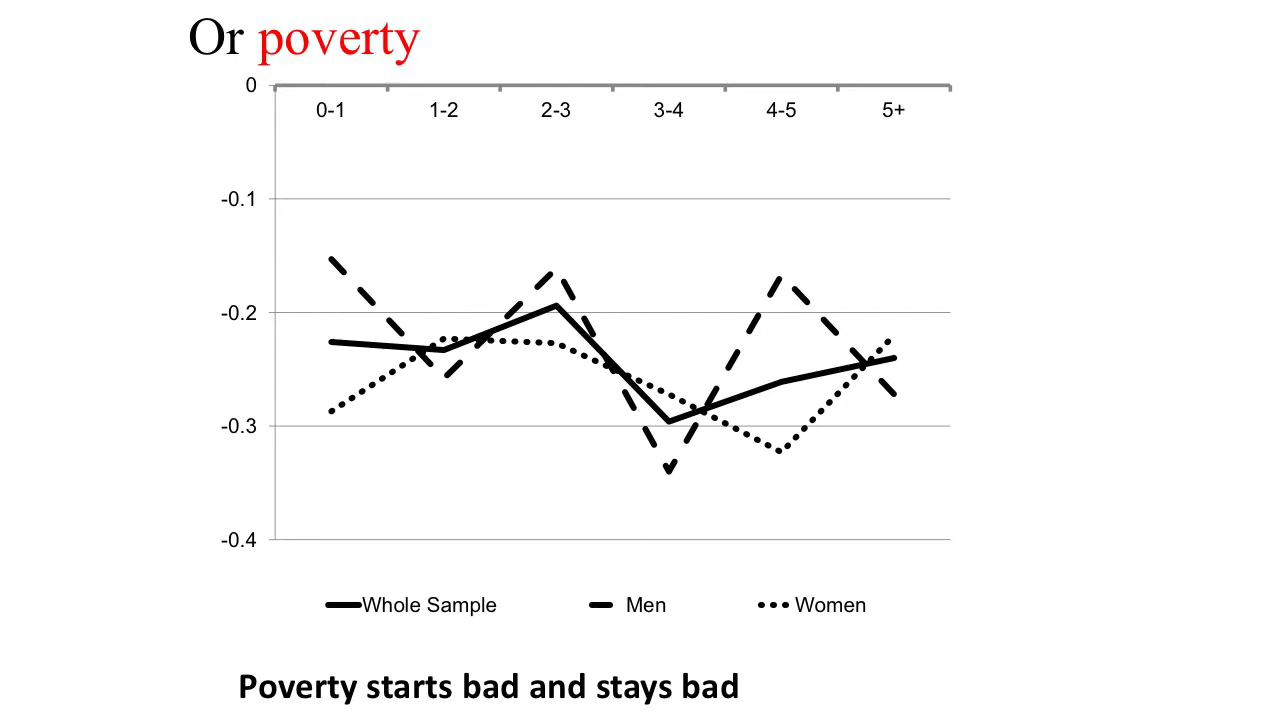 Or poverty
0
0-1 1-2 2-3 3-4 4-5 5+
-0.1
-0.2
-0.3
-0.4
Whole Sample Men Women
Poverty starts bad and stays bad